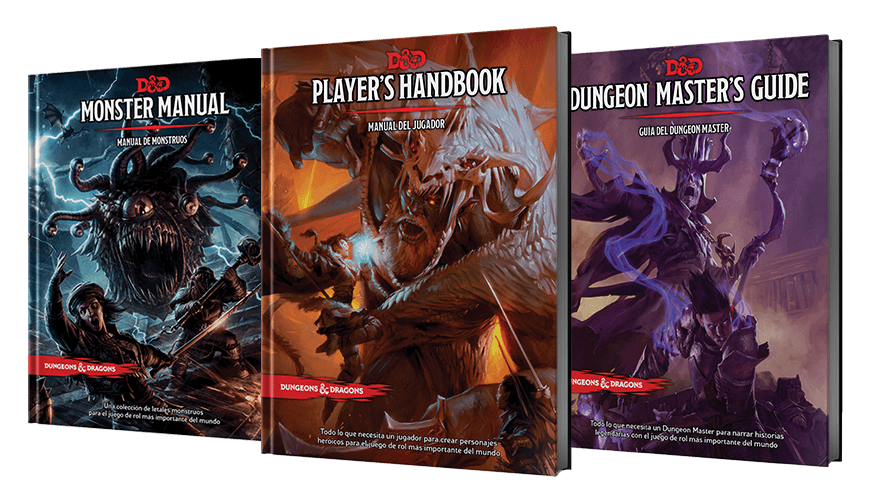 D&D
MONSTER MANUAL
MANUAL DE MONSTRUOS
DUNGEONS & DRAGONS
Una colección de letales monstruos
para el juego de rol más importante del mundo
D&D
PLAYER'S HANDBOOK
MANUAL DEL JUGADOR
DUNGEONS & DRAGONS
Todo lo que necesita un jugador para crear personajes
heroicos para el juego de rol más importante del mundo
D&D
DUNGEON MASTER'S GUIDE
GUÍA DEL DUNGEON MASTER
NGEONS & DRAGONS
Todo lo que necesita un Dungeon Master para narrar historias
legendarias con el juego de rol más importante del mundo